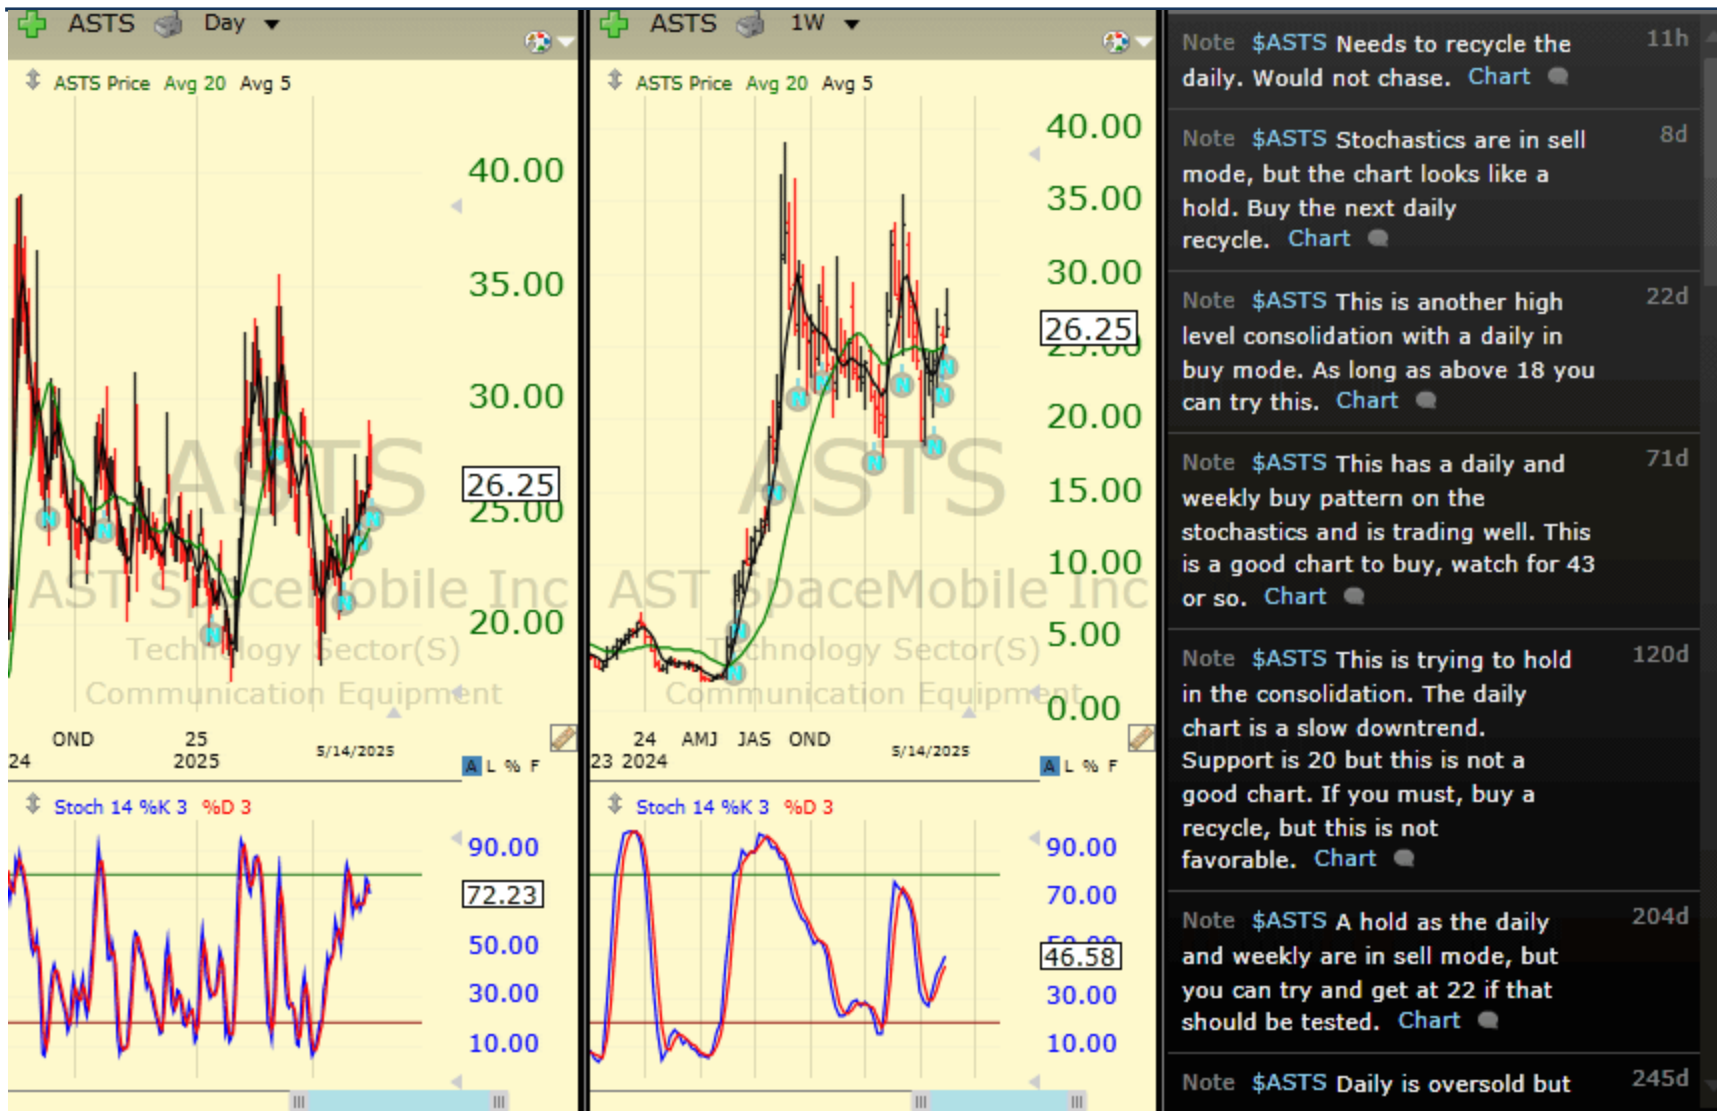 ASTS Day
ASTS Price Avg 20 Avg 5
40.00
35.00
30.00
26.25
25.00
20.00
ASTS
AST SpaceMobile Inc
Technology Sector(S)
Communication Equipment
OND 25 5/14/2025
24 2025
A L % F
Stoch 14 %K 3 %D 3
90.00
72.23
50.00
30.00
10.00
ASTS 1W
ASTS Price Avg 20 Avg 5
40.00
35.00
30.00
26.25
25.00
20.00
15.00
10.00
5.00
0.00
ASTS
AST SpaceMobile Inc
Technology Sector(S)
Communication Equipment
24 AMJ JAS OND 5/14/2025
23 2024
A L % F
Stoch 14 %K 3 %D 3
90.00
70.00
50.00
46.58
30.00
10.00
Note $ASTS Needs to recycle the 11h
daily. Would not chase. Chart
Note $ASTS Stochastics are in sell 8d
mode, but the chart looks like a
hold. Buy the next daily
recycle. Chart
Note $ASTS This is another high 22d
level consolidation with a daily in
buy mode. As long as above 18 you
can try this. Chart
Note $ASTS This has a daily and 71d
weekly buy pattern on the
stochastics and is trading well. This
is a good chart to buy, watch for 43
or so. Chart
Note $ASTS This is trying to hold 120d
in the consolidation. The daily
chart is a slow downtrend.
Support is 20 but this is not a
good chart. If you must, buy a
recycle, but this is not
favorable. Chart
Note $ASTS A hold as the daily 204d
and weekly are in sell mode, but
you can try and get at 22 if that
should be tested. Chart
Note $ASTS Daily is oversold but 245d